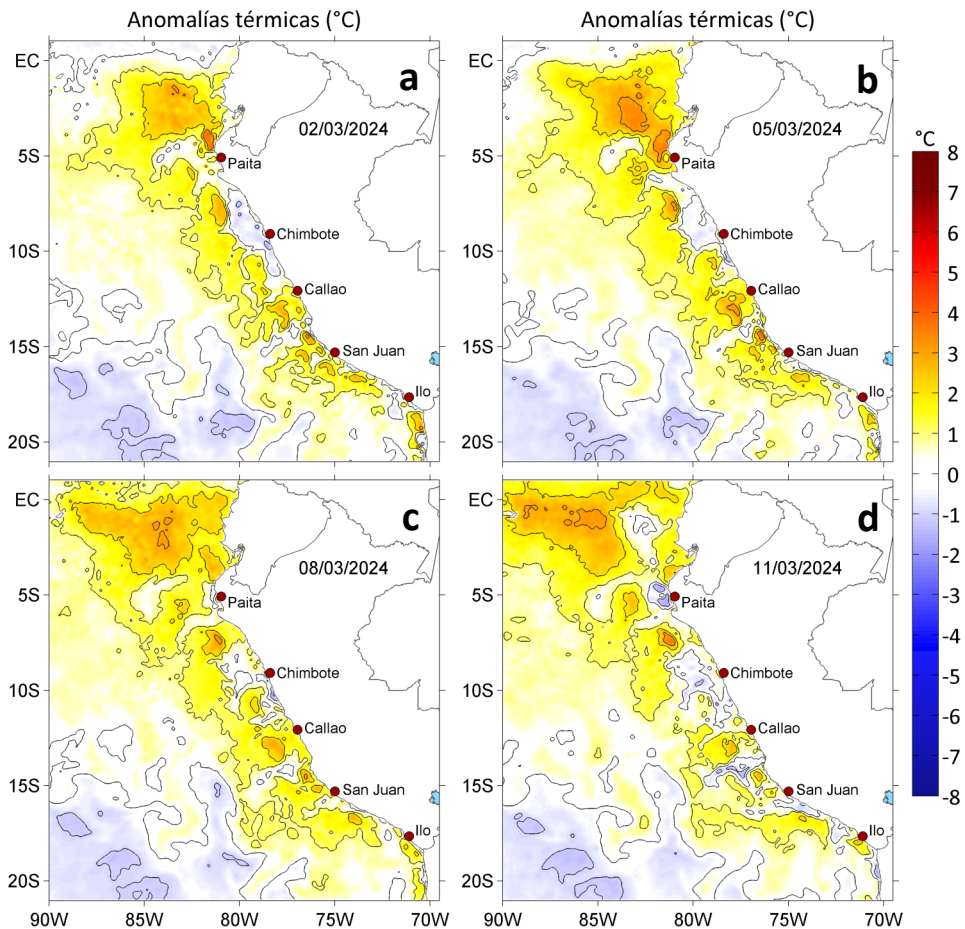 Anomalías térmicas (°C)
Anomalías térmicas (°C)
EC
5S
10S
15S
20S
a
02/03/2024
Paita
Chimbote
Callao
San Juan
Ilo
EC
5S
10S
15S
20S
b
05/03/2024
Paita
Chimbote
Callao
San Juan
Ilo
°C
8
7
6
5
4
3
2
1
0
-1
-2
-3
-4
-5
-6
-7
-8
EC
5S
10S
15S
20S
c
08/03/2024
Paita
Chimbote
Callao
San Juan
Ilo
90W 85W 80W 75W 70W
EC
5S
10S
15S
20S
d
11/03/2024
Paita
Chimbote
Callao
San Juan
Ilo
90W 85W 80W 75W 70W